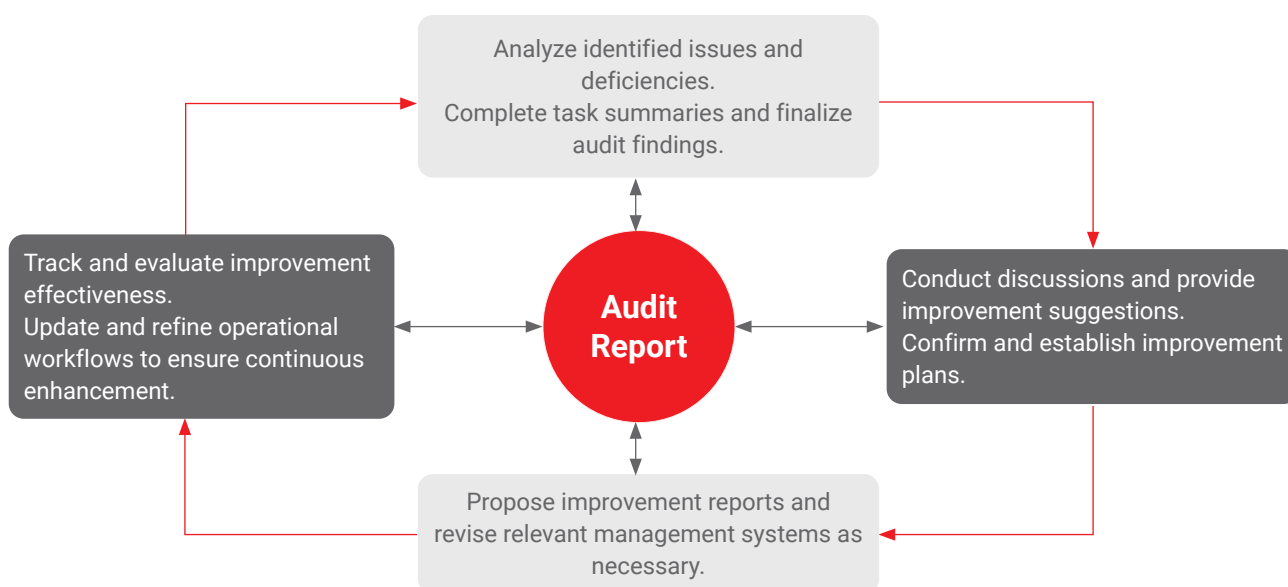 Analyze identified issues and
deficiencies.
Complete task summaries and finalize
audit findings.
Track and evaluate improvement
effectiveness.
Update and refine operational
workflows to ensure continuous
enhancement.
Audit
Report
Conduct discussions and provide
improvement suggestions.
Confirm and establish improvement
plans.
Propose improvement reports and
revise relevant management systems as
necessary.